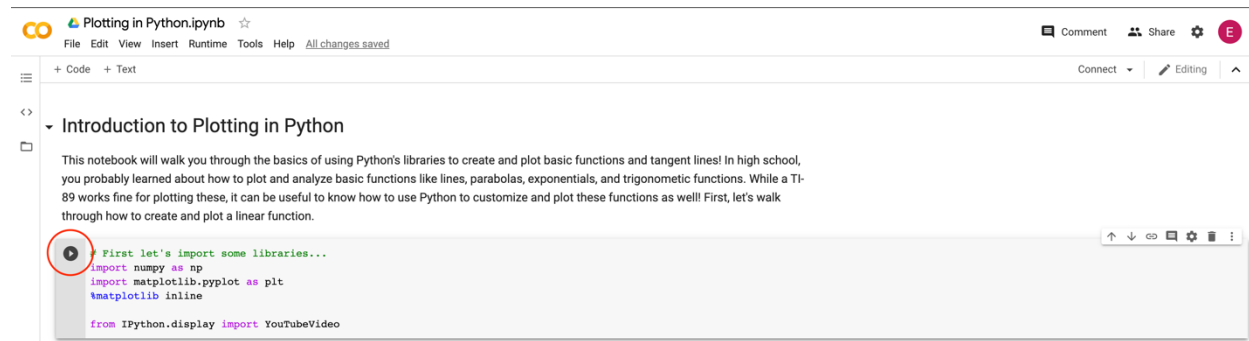 Plotting in Python.ipynb
File Edit View Insert Runtime Tools Help All changes saved
Comment Share E
+ Code + Text
Connect Editing
Introduction to Plotting in Python
This notebook will walk you through the basics of using Python's libraries to create and plot basic functions and tangent lines! In high school,
you probably learned about how to plot and analyze basic functions like lines, parabolas, exponentials, and trigonometic functions. While a TI-
89 works fine for plotting these, it can be useful to know how to use Python to customize and plot these functions as well! First, let's walk
through how to create and plot a linear function.
# First let's import some libraries...
import numpy as np
import matplotlib.pyplot as plt
%matplotlib inline
from IPython.display import YouTubeVideo